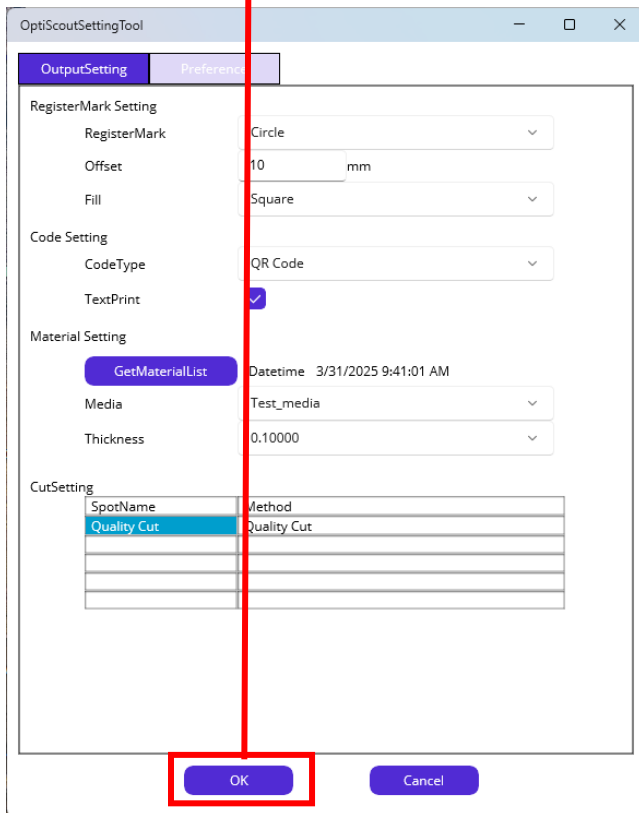 OptiScoutSettingTool
OutputSetting Preference
RegisterMark Setting
RegisterMark Circle
Offset 10 mm
Fill Square
Code Setting
CodeType QR Code
TextPrint
Material Setting
GetMaterialList Datetime 3/31/2025 9:41:01 AM
Media Test_media
Thickness 0.10000
CutSetting
SpotName Method
Quality Cut Quality Cut
OK Cancel